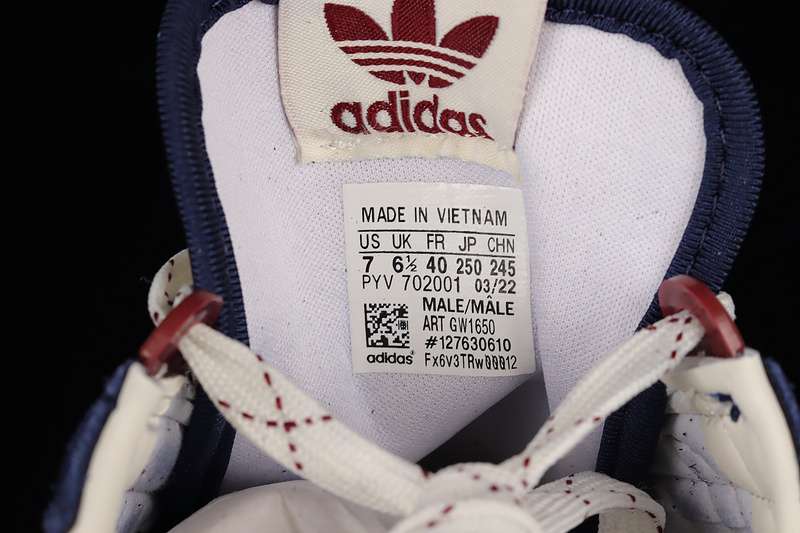 adidas
MADE IN VIETNAM
US UK FR JP CHN
7 6½ 40 250 245
PYV 702001 03/22
MALE/MÂLE
ART GW1650
#127630610
adidas® Fx6v3TRw00012